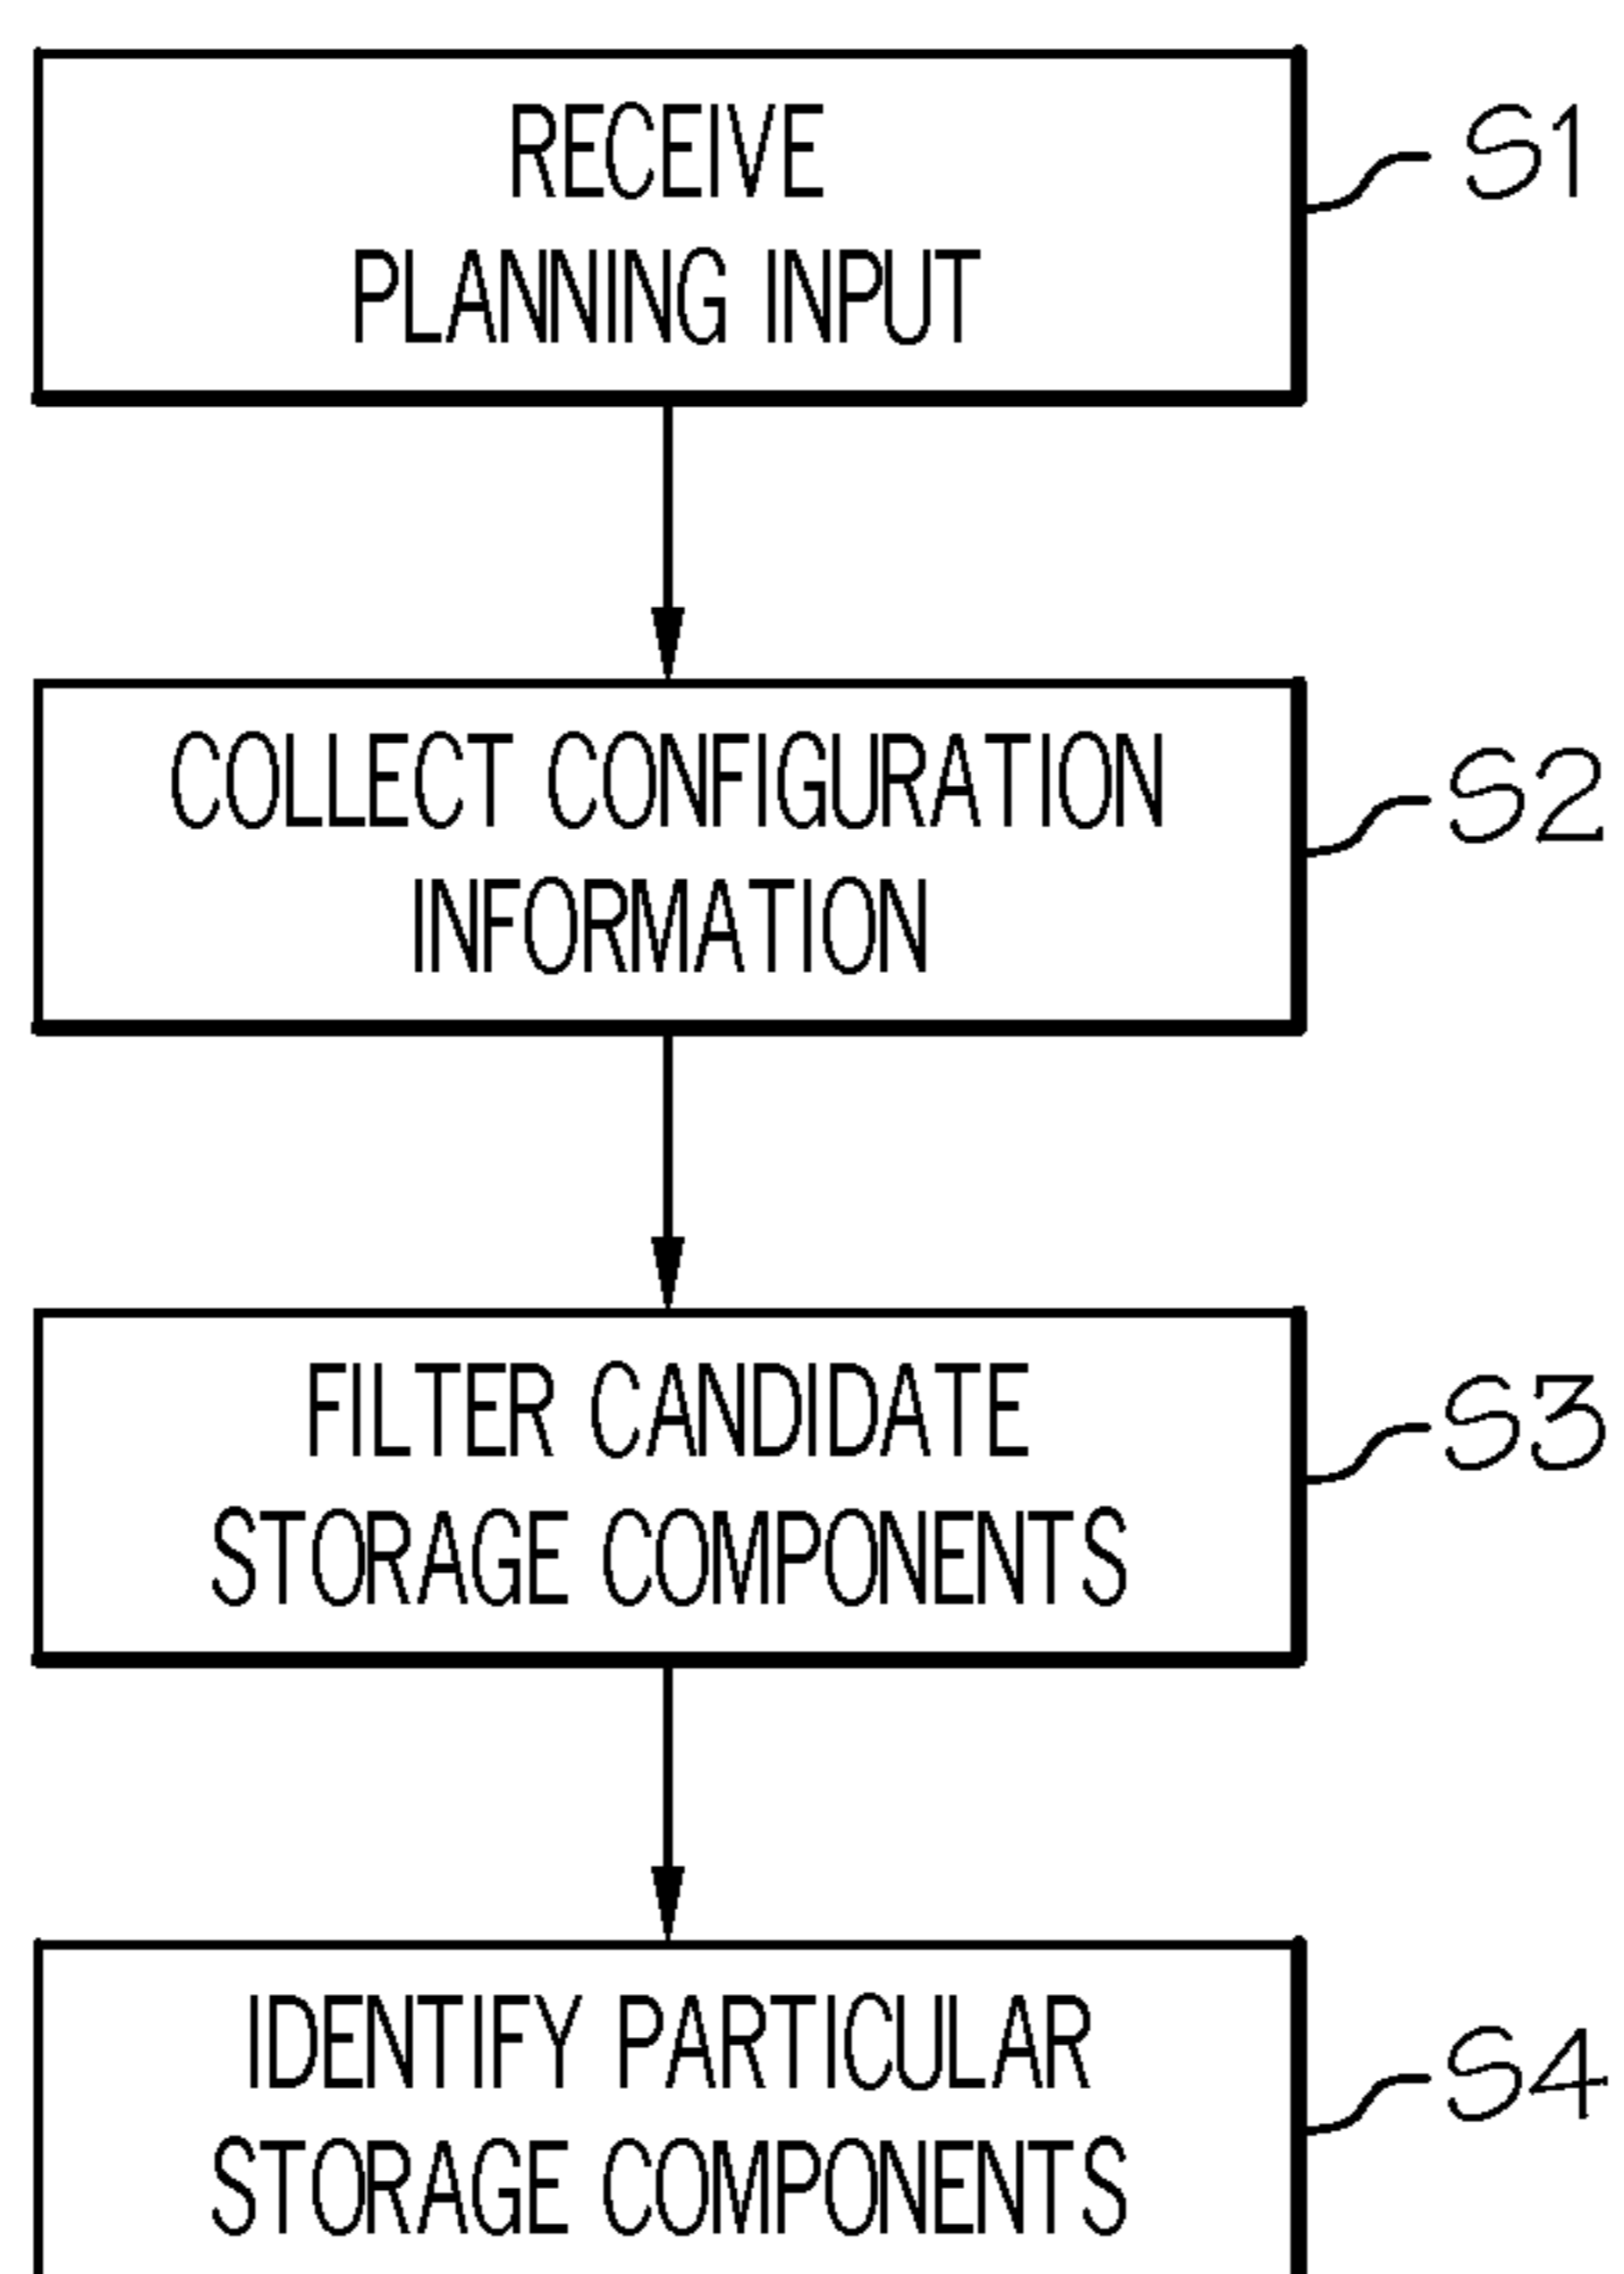 RECEIVE
PLANNING INPUT
S1
COLLECT CONFIGURATION
INFORMATION
S2
FILTER CANDIDATE
STORAGE COMPONENTS
S3
IDENTIFY PARTICULAR
STORAGE COMPONENTS
S4